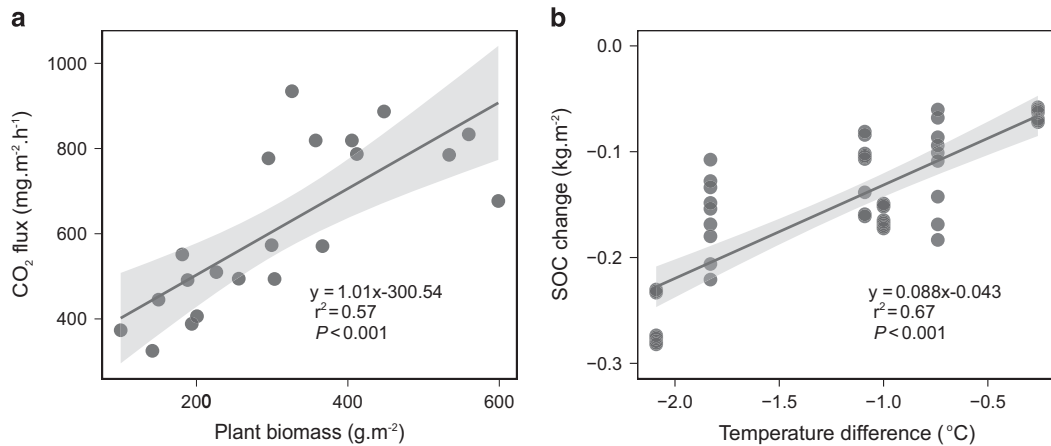 a
1000
800
600
400
CO₂ flux (mg.m⁻².h⁻¹)
y = 1.01x-300.54
r² = 0.57
P < 0.001
200
400
600
Plant biomass (g.m⁻²)
b
0.0
−0.1
−0.2
−0.3
SOC change (kg.m⁻²)
y = 0.088x-0.043
r² = 0.67
P < 0.001
−2.0
−1.5
−1.0
−0.5
Temperature difference (°C)